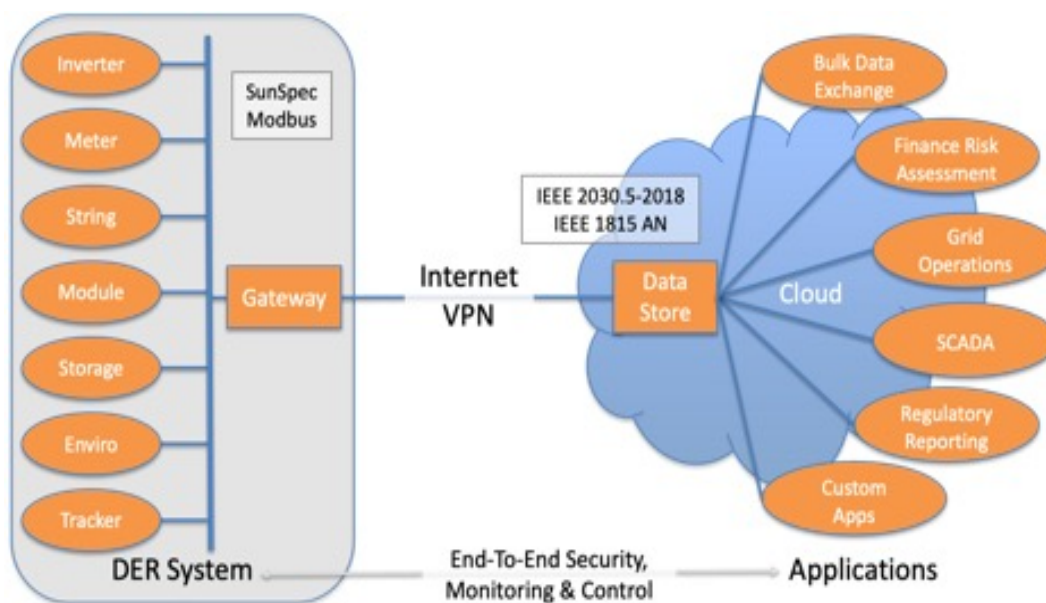 Inverter
Meter
String
Module
Storage
Enviro
Tracker
SunSpec
Modbus
Gateway
DER System
Internet
VPN
IEEE 2030.5-2018
IEEE 1815 AN
Data
Store
Cloud
Bulk Data
Exchange
Finance Risk
Assessment
Grid
Operations
SCADA
Regulatory
Reporting
Custom
Apps
End-To-End Security,
Monitoring & Control
Applications